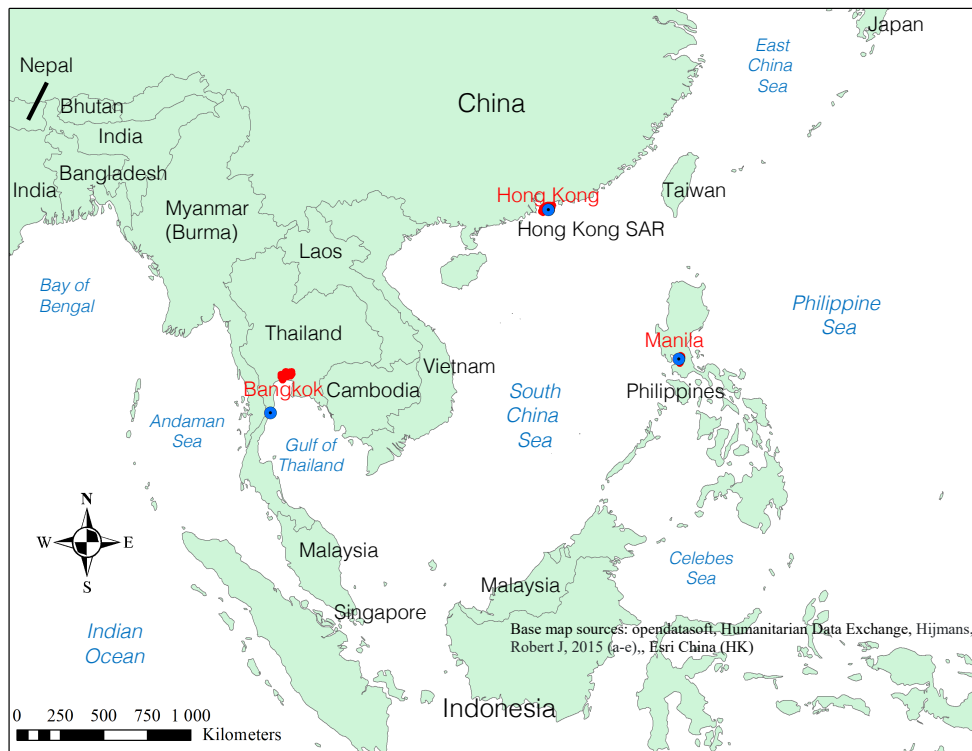 Japan
East
China
Sea
Nepal
Bhutan
China
India
Bangladesh
India
Myanmar
(Burma)
Hong Kong
Taiwan
Hong Kong SAR
Laos
Bay of
Bengal
Philippine
Sea
Thailand
Manila
Vietnam
Bangkok
Cambodia
Philippines
South
China
Sea
Andaman
Sea
Gulf of
Thailand
N
W
E
S
Malaysia
Celebes
Sea
Malaysia
Singapore
Indian
Ocean
Base map sources: opendatasoft, Humanitarian Data Exchange, Hijmans,
Robert J, 2015 (a-e),, Esri China (HK)
Indonesia
0 250 500 750 1 000
Kilometers